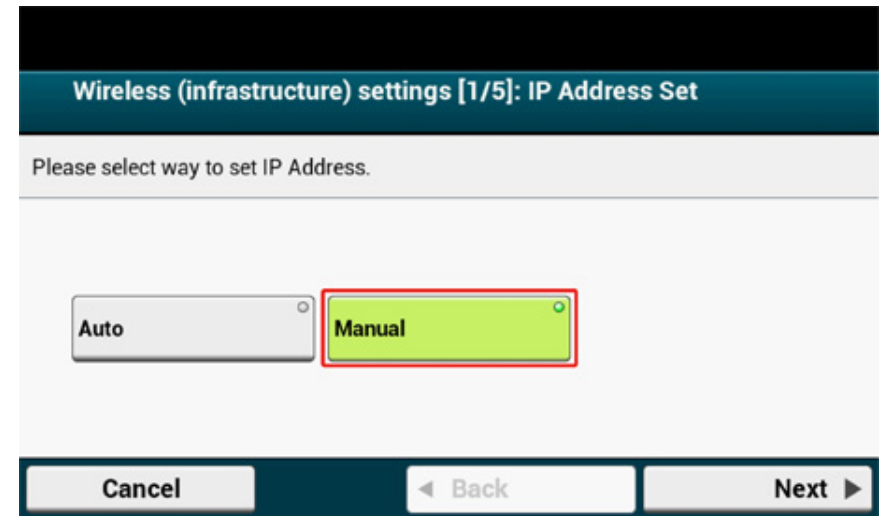 Wireless (infrastructure) settings [1/5]: IP Address Set
Please select way to set IP Address.
Auto
Manual
Cancel
Back
Next